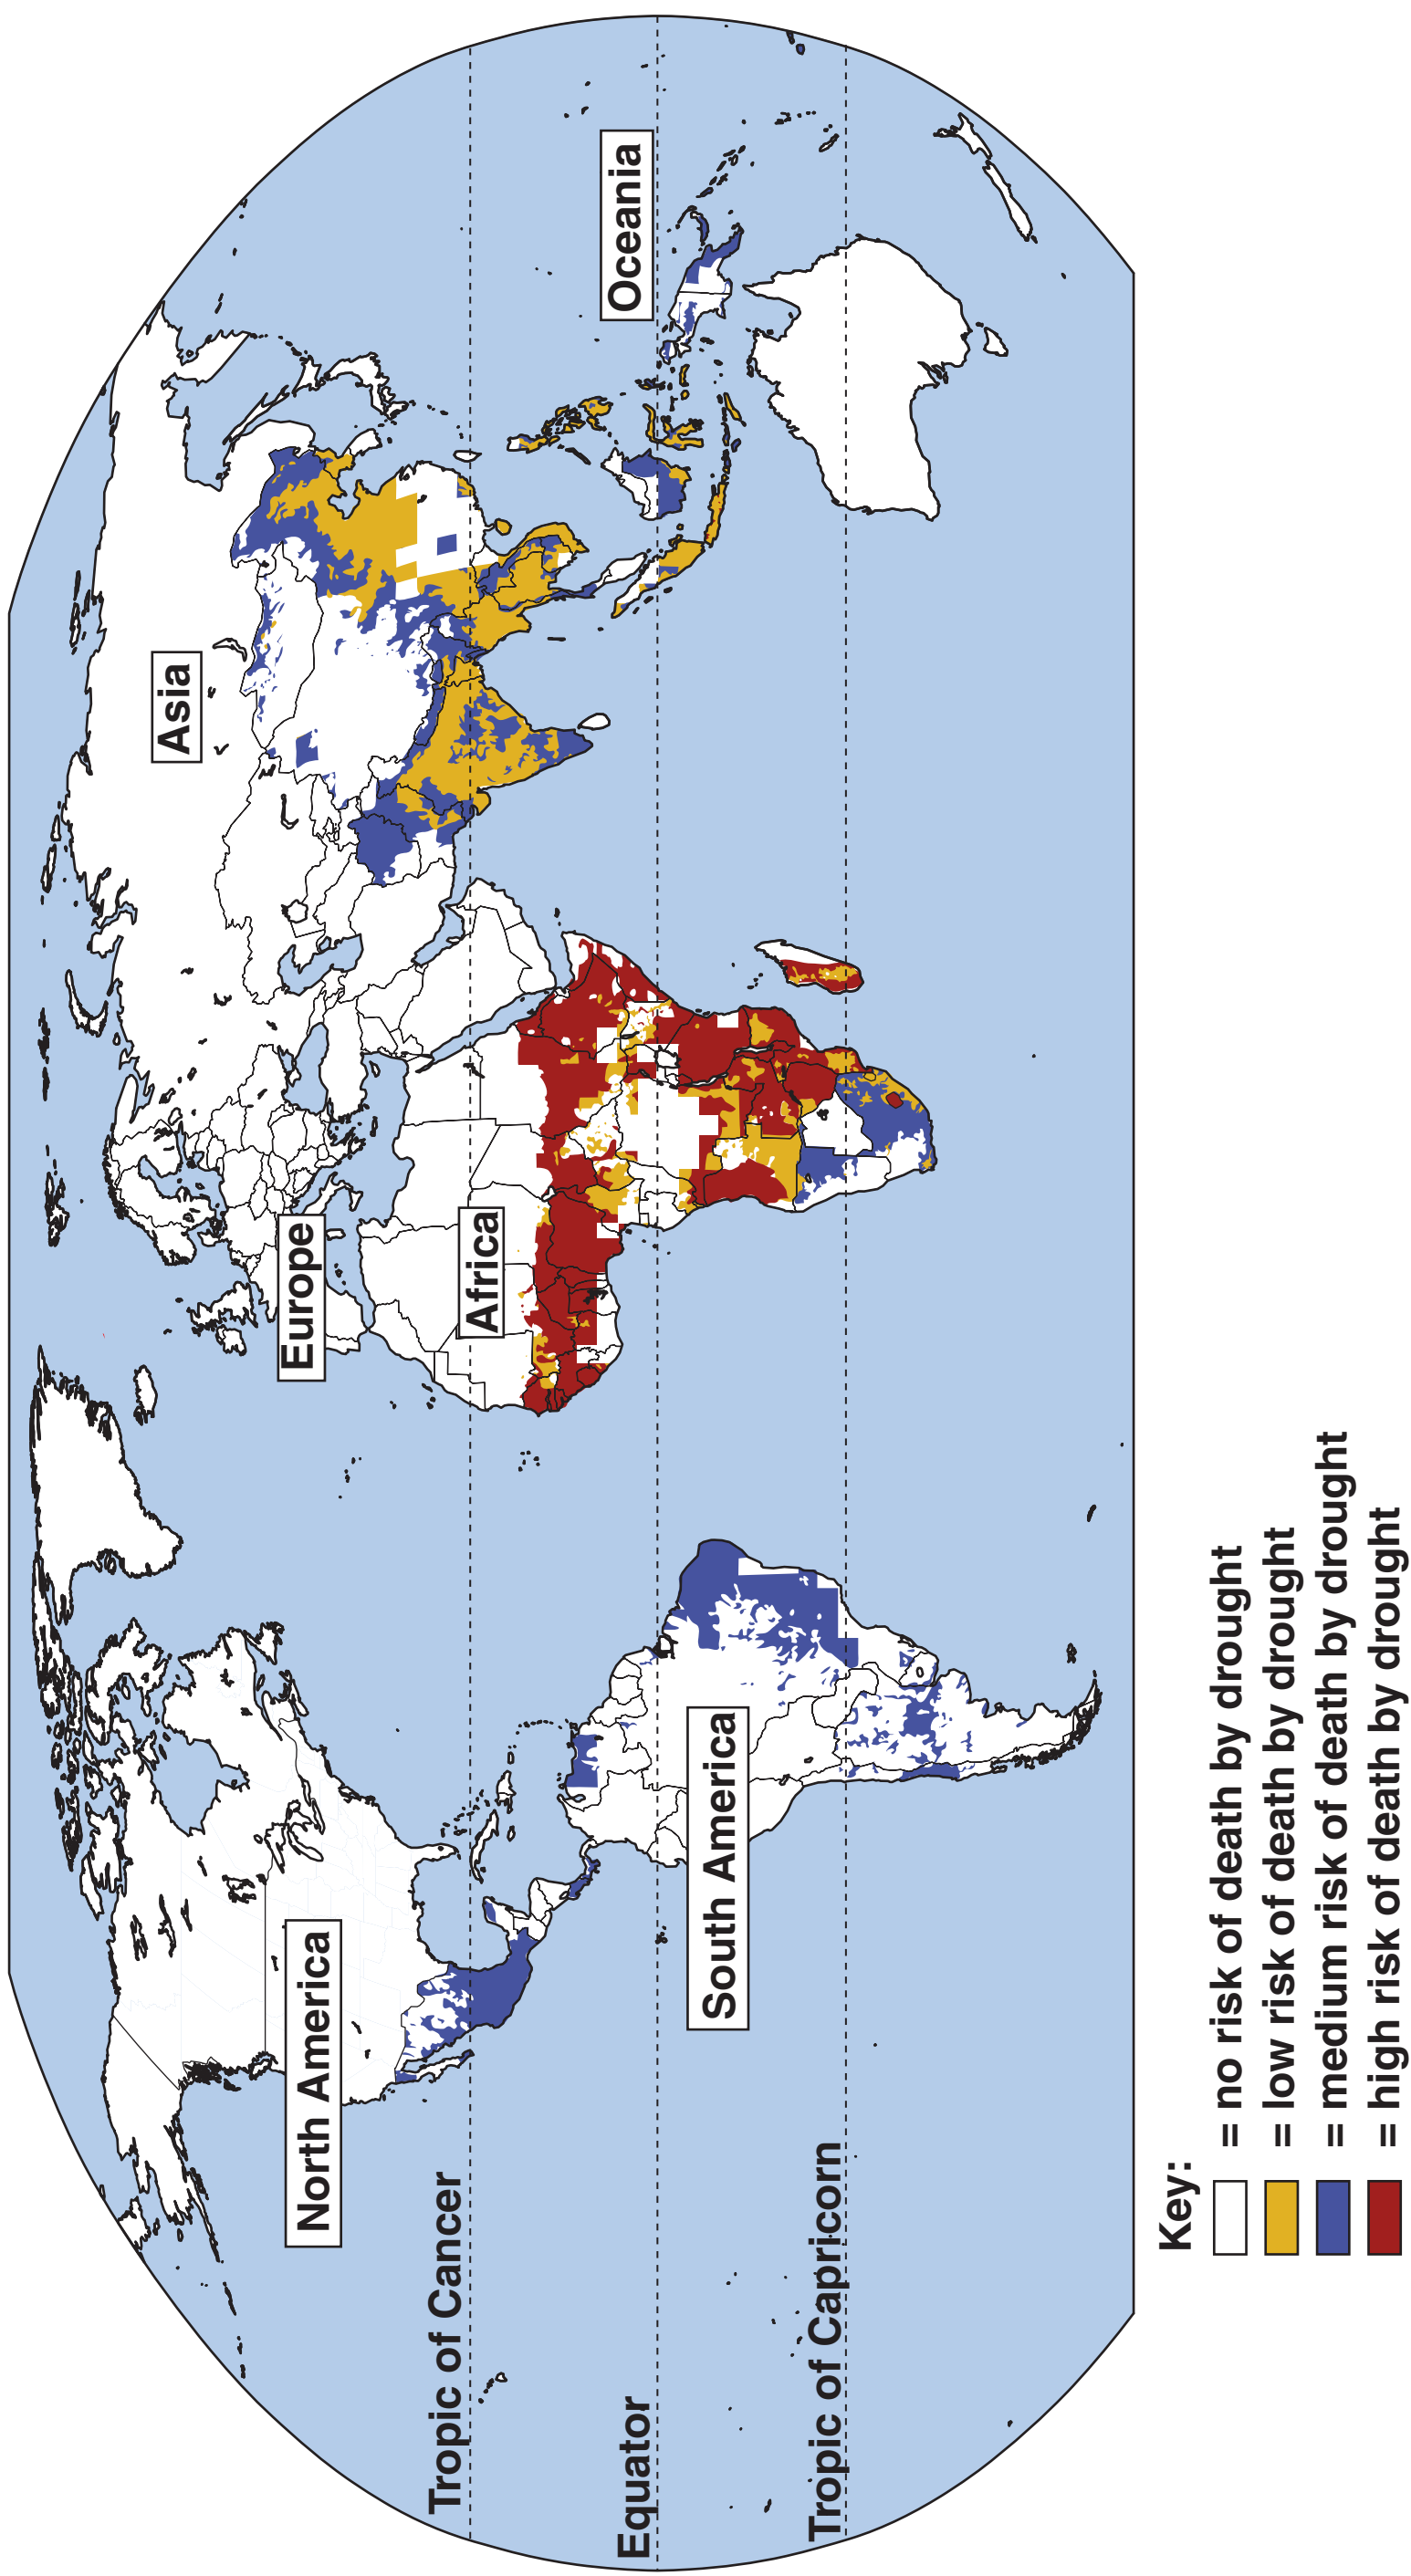 North America
Europe
Asia
Africa
South America
Oceania
Tropic of Cancer
Equator
Tropic of Capricorn
Key:
= no risk of death by drought
= low risk of death by drought
= medium risk of death by drought
= high risk of death by drought